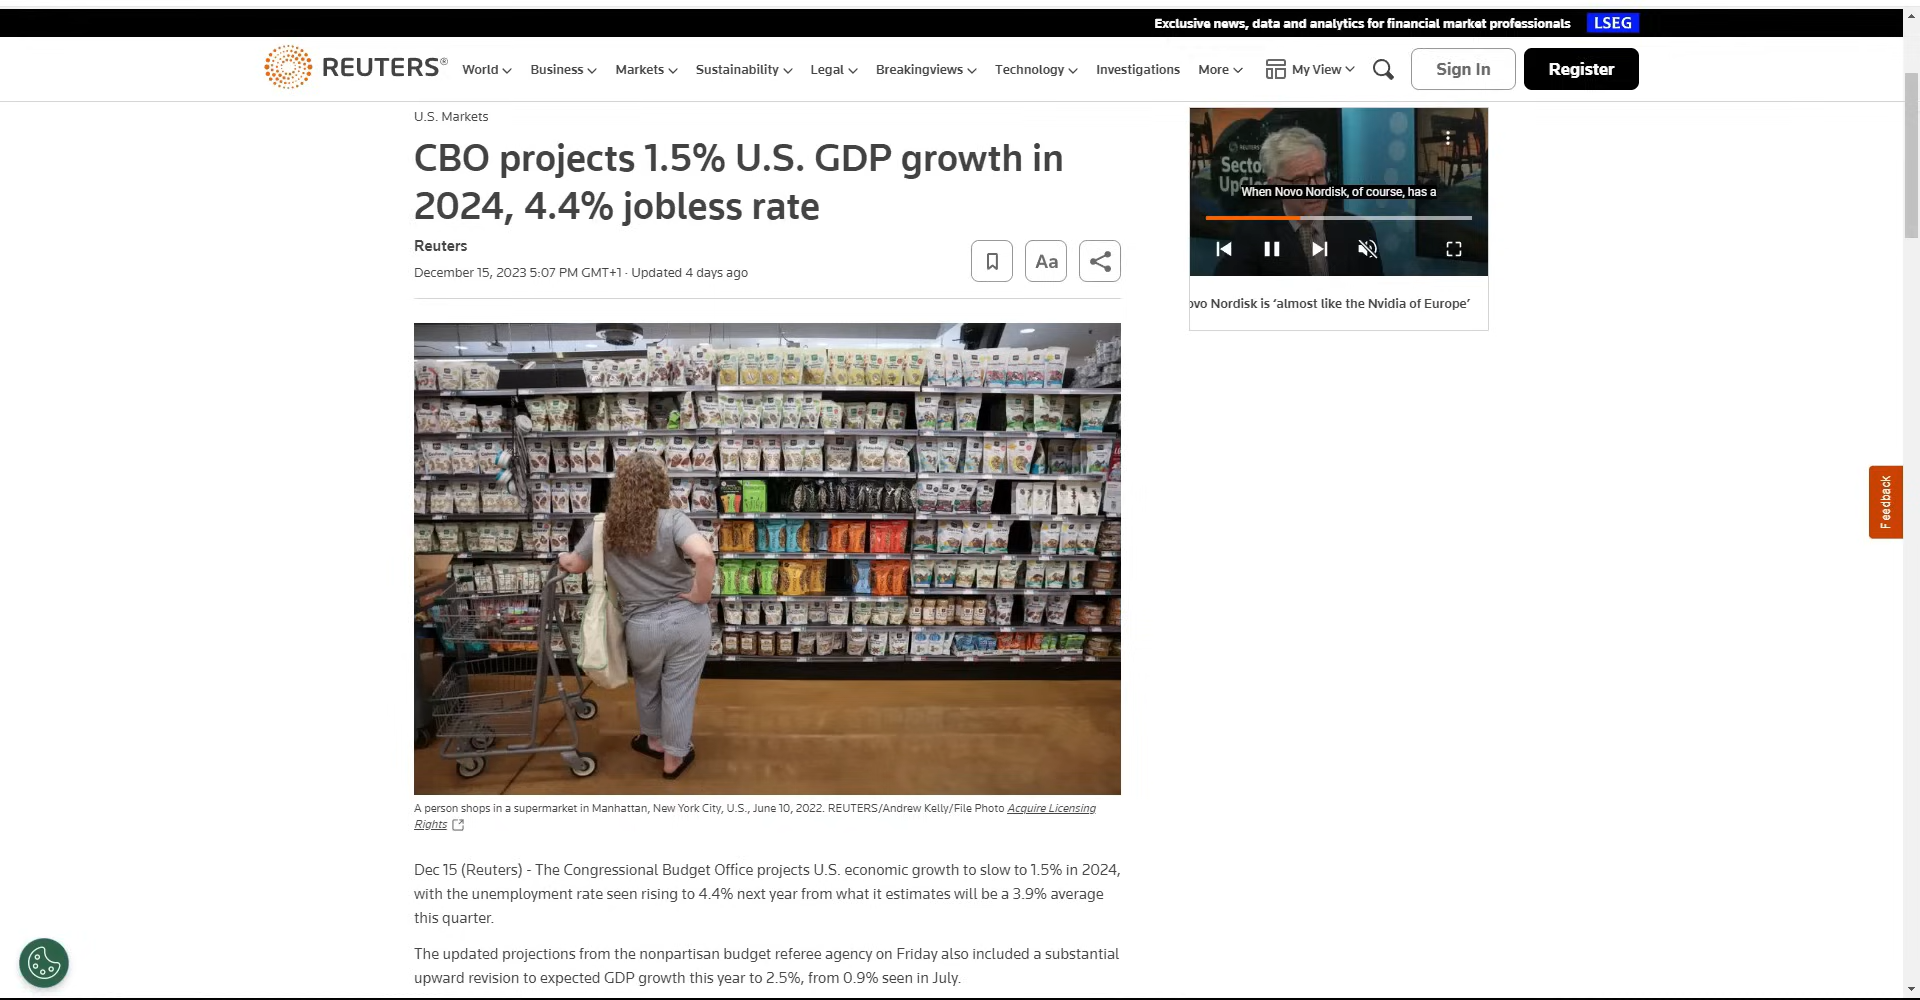 Exclusive news, data and analytics for financial market professionals LSEG
REUTERS® World Business Markets Sustainability Legal Breakingviews Technology Investigations More My View Sign In Register
U.S. Markets
CBO projects 1.5% U.S. GDP growth in
2024, 4.4% jobless rate
Reuters
December 15, 2023 5:07 PM GMT+1 · Updated 4 days ago
Aa
REUTERS
Secto
UpCl
When Novo Nordisk, of course, has a
ovo Nordisk is ‘almost like the Nvidia of Europe’
Feedback
A person shops in a supermarket in Manhattan, New York City, U.S., June 10, 2022. REUTERS/Andrew Kelly/File Photo Acquire Licensing
Rights
Dec 15 (Reuters) - The Congressional Budget Office projects U.S. economic growth to slow to 1.5% in 2024,
with the unemployment rate seen rising to 4.4% next year from what it estimates will be a 3.9% average
this quarter.
The updated projections from the nonpartisan budget referee agency on Friday also included a substantial
upward revision to expected GDP growth this year to 2.5%, from 0.9% seen in July.